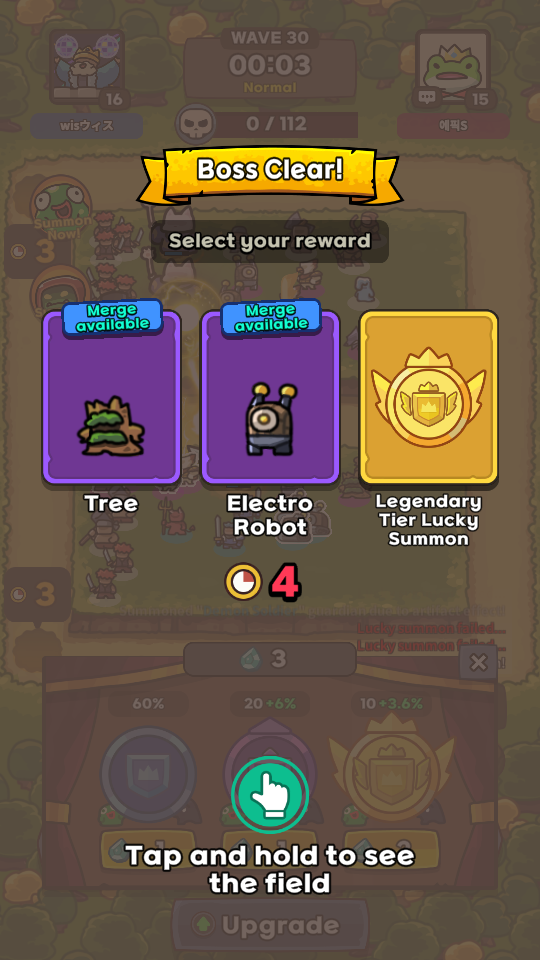 WAVE 30
00:03
Normal
16
15
wisウィス
0 / 112
에픽S
Boss Clear!
Summon
Now!
Select your reward
3
Merge
available
Merge
available
Tree
Electro
Robot
Legendary
Tier Lucky
Summon
4
3
Lucky summon failed...
Lucky summon failed...
3
60%
20 +6%
10 +3.6%
Tap and hold to see
the field
Upgrade